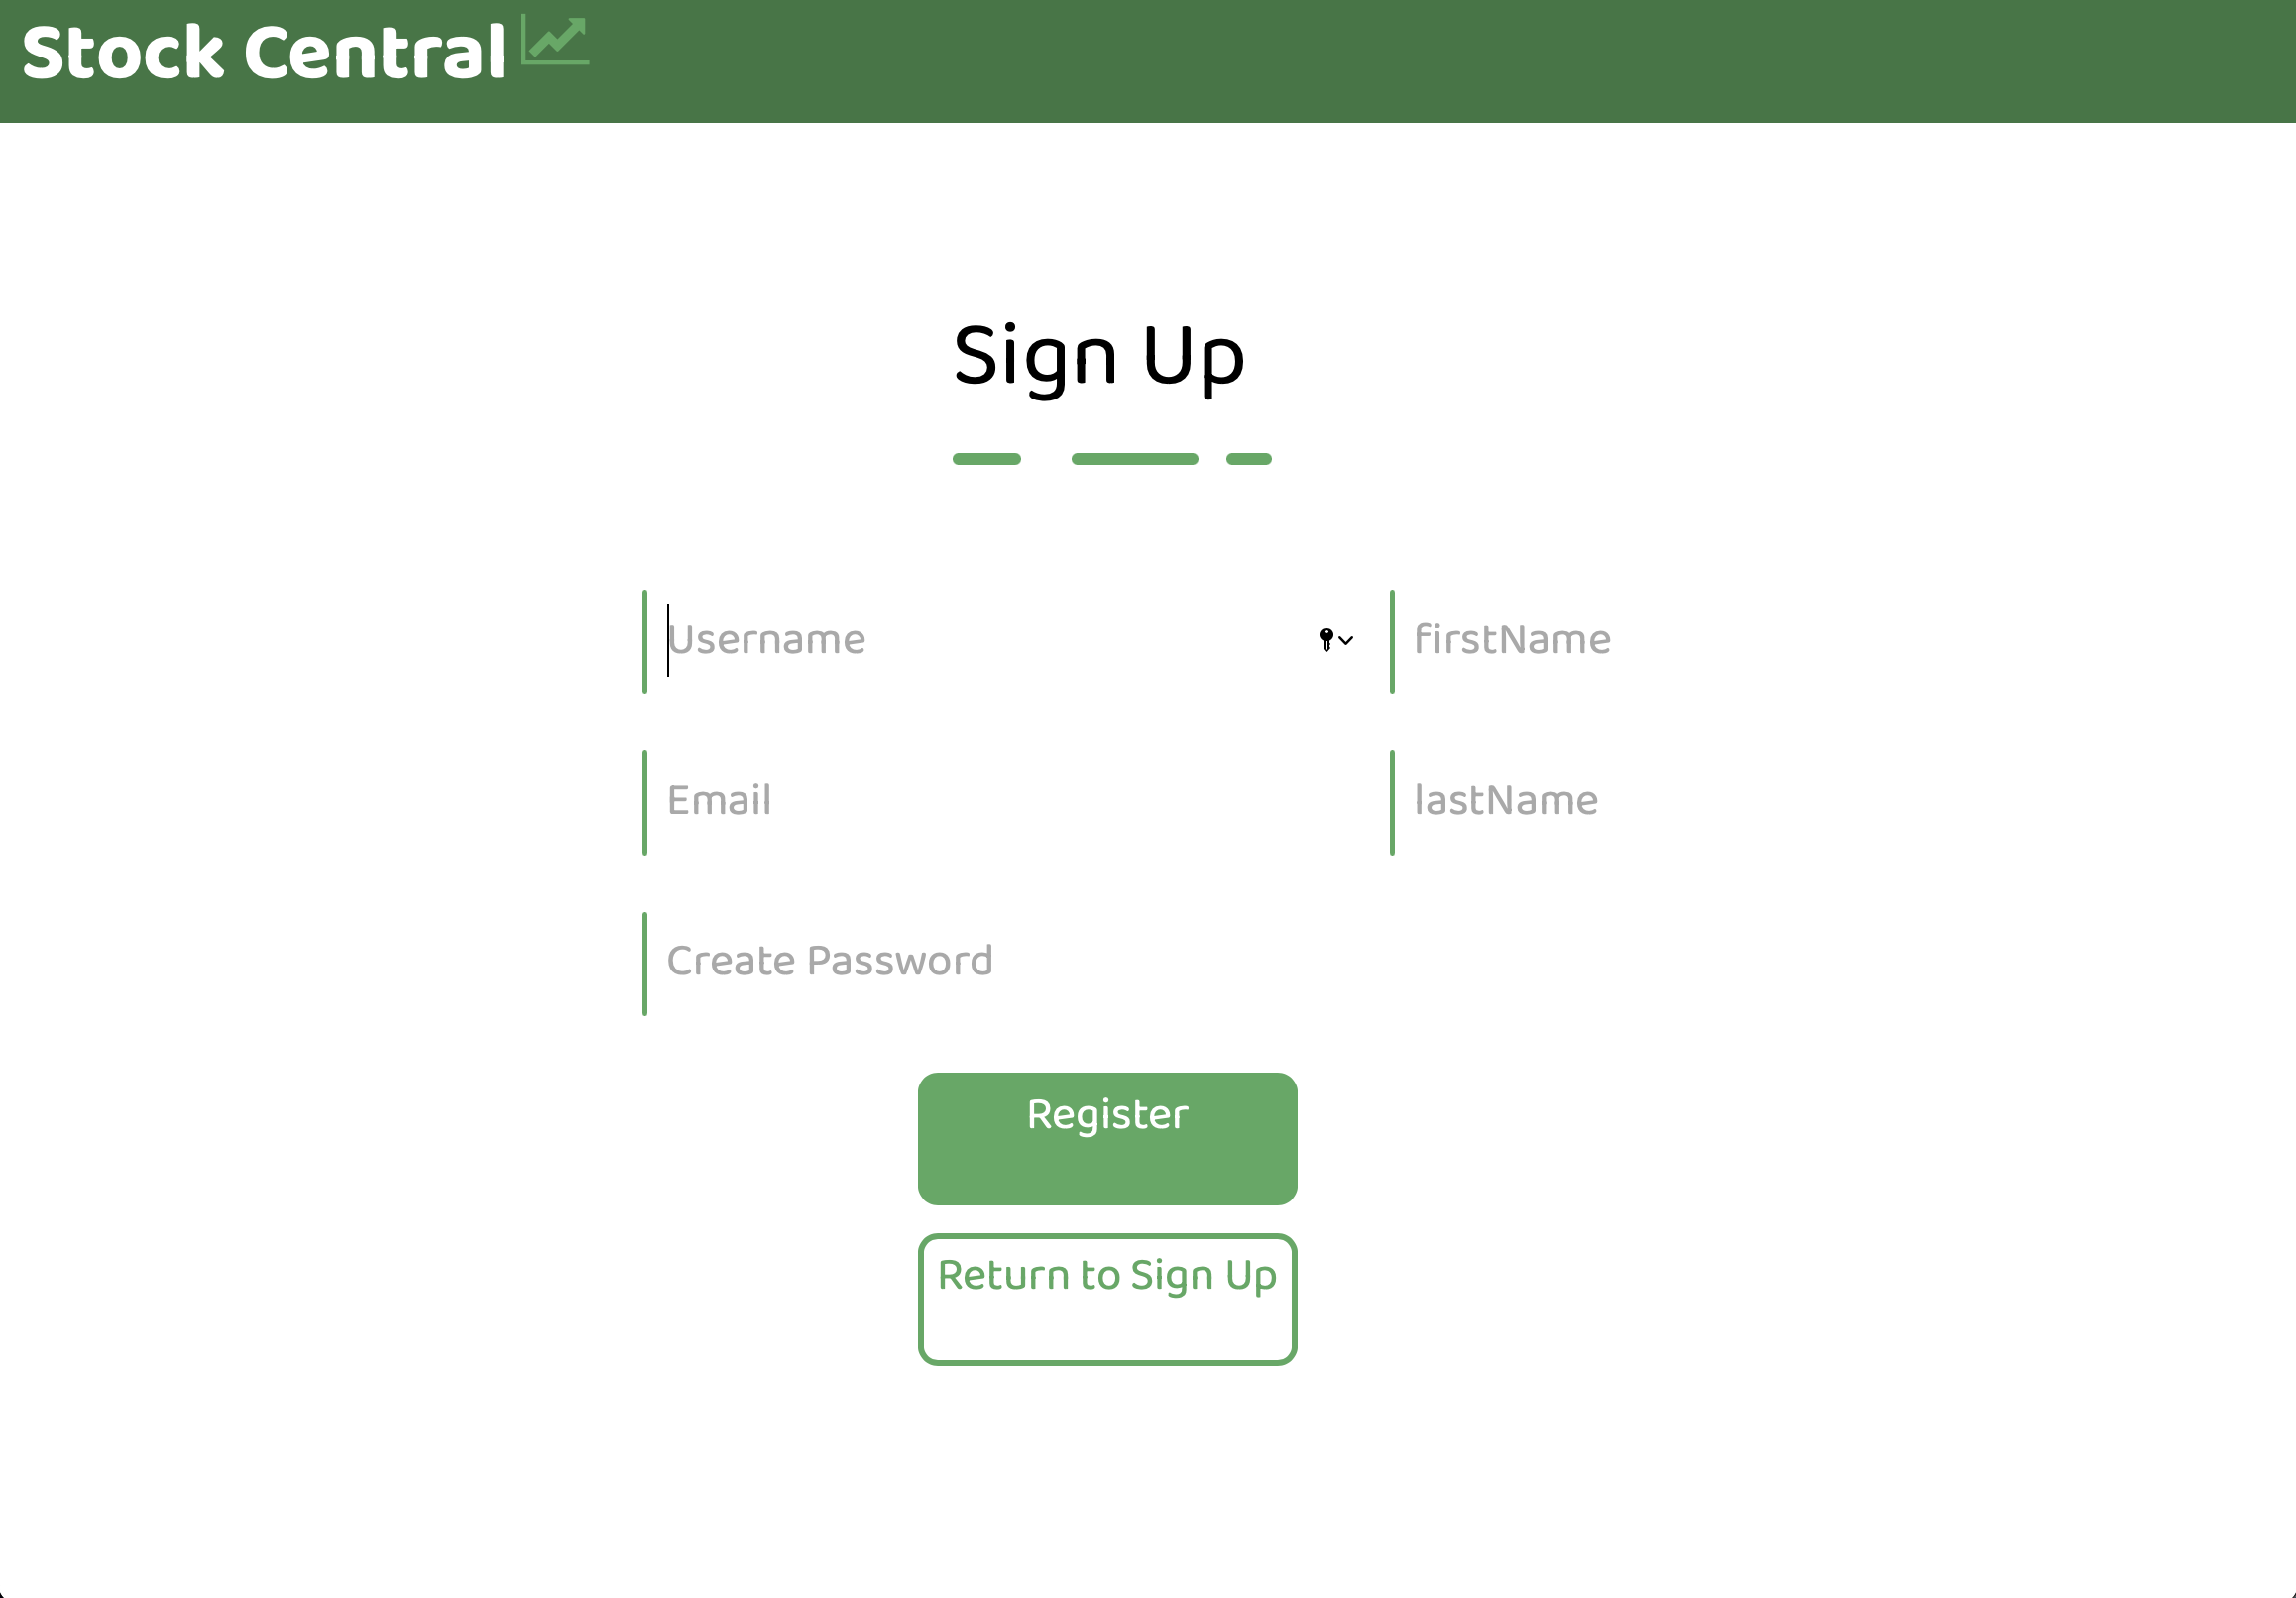 Stock Central
Sign Up
Username
firstName
Email
lastName
Create Password
Register
Return to Sign Up